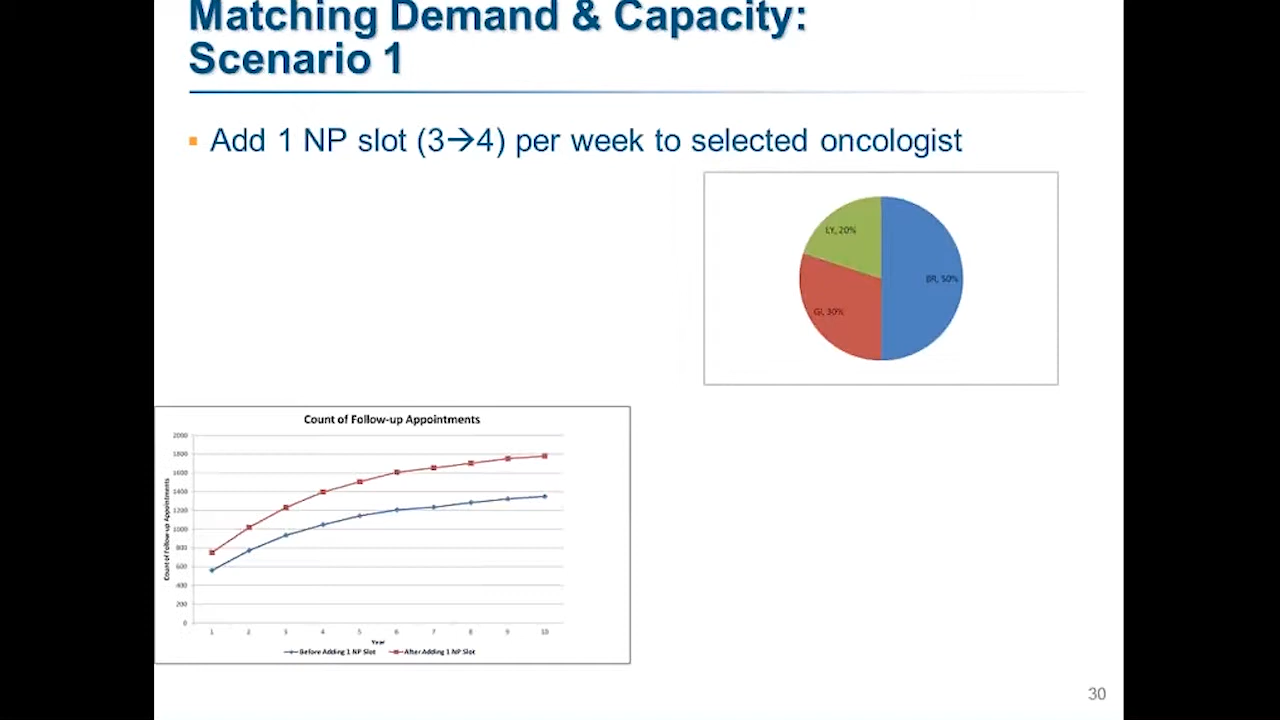 Matching Demand & Capacity:
Scenario 1
▪ Add 1 NP slot (3→4) per week to selected oncologist
LY, 20%
BR, 50%
GI, 30%
Count of Follow-up Appointments
2000
1800
1600
1400
1200
1000
800
600
400
200
0
Count of Follow-up Appointments
1 2 3 4 5 6 7 8 9 10
Year
Before Adding 1 NP Slot After Adding 1 NP Slot
30